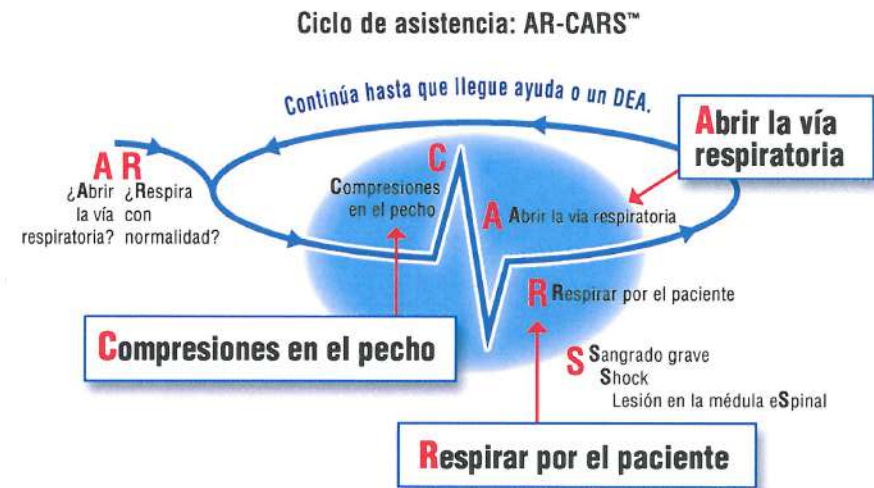 Ciclo de asistencia: AR-CARS™
Continúa hasta que llegue ayuda o un DEA.
Abrir la vía
respiratoria
A R
¿Abrir
la vía
respiratoria?
¿Respira
con
normalidad?
C
Compresiones
en el pecho
A Abrir la vía respiratoria
R Respirar por el paciente
Compresiones en el pecho
S Sangrado grave
Shock
Lesión en la médula eSpinal
Respirar por el paciente